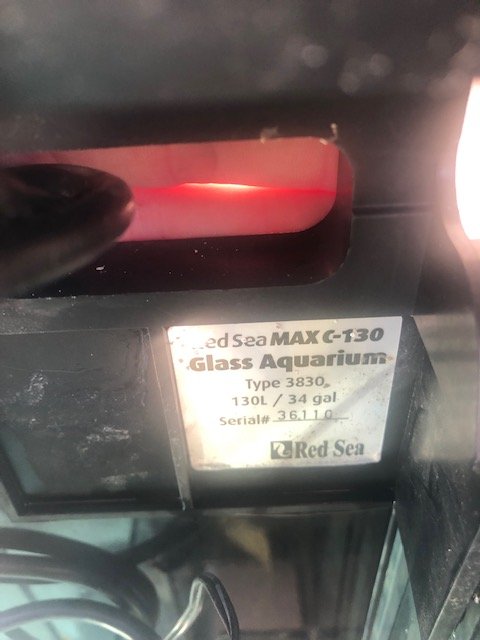 Red Sea MAX C-130
Glass Aquarium
Type 3830
130L / 34 gal
Serial# 36110
Red Sea